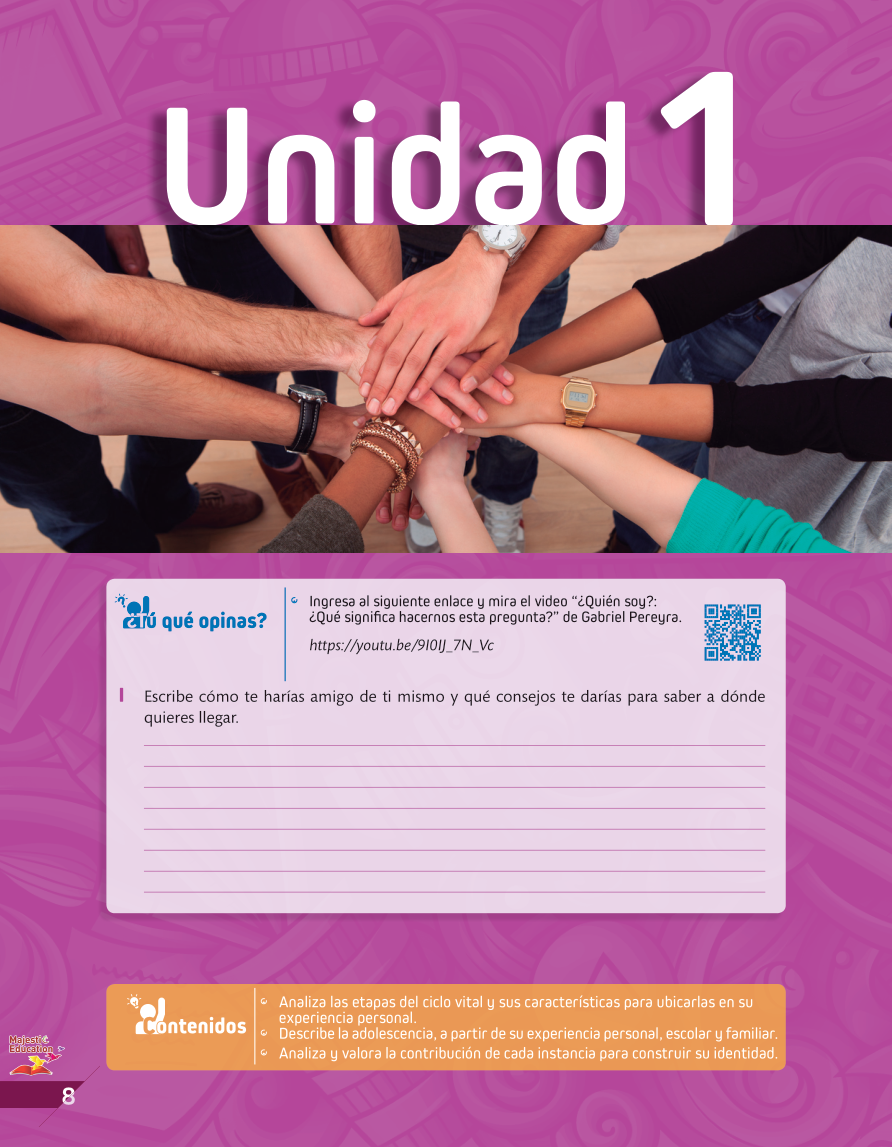 Unidad 1
¿Tú qué opinas?
Ingresa al siguiente enlace y mira el video “¿Quién soy?:
¿Qué significa hacernos esta pregunta?” de Gabriel Pereyra.
https://youtu.be/9I0IJ_7N_Vc
Escribe cómo te harías amigo de ti mismo y qué consejos te darías para saber a dónde
quieres llegar.
Contenidos
Analiza las etapas del ciclo vital y sus características para ubicarlas en su
experiencia personal.
Describe la adolescencia, a partir de su experiencia personal, escolar y familiar.
Analiza y valora la contribución de cada instancia para construir su identidad.
Majestic
Education
8